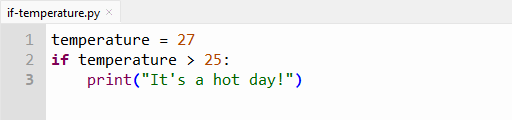 if-temperature.py ×
1 temperature = 27
2 if temperature > 25:
3     print("It's a hot day!")